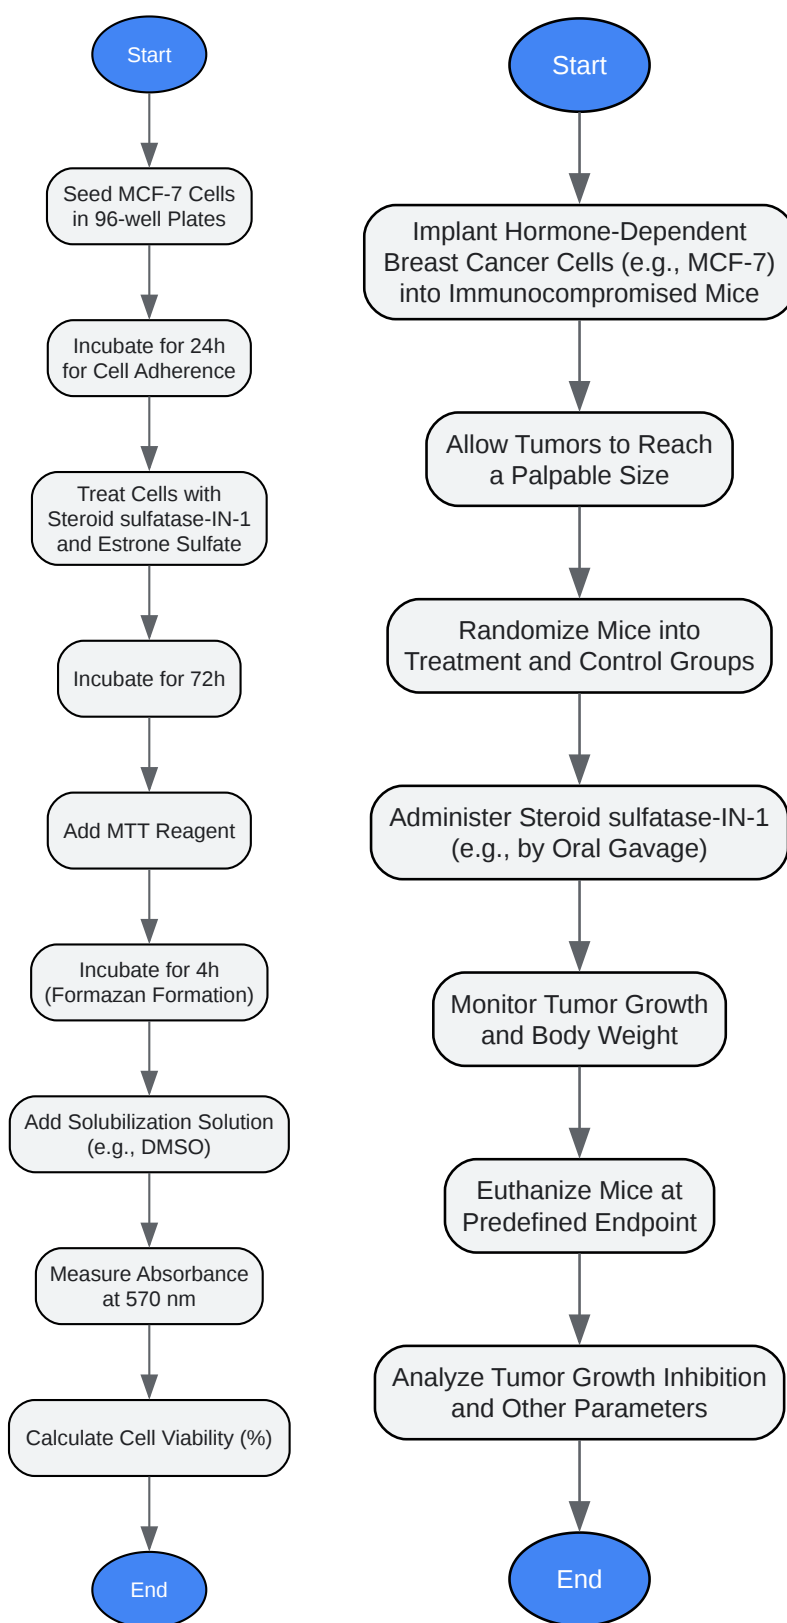 Start
Seed MCF-7 Cells
in 96-well Plates
Incubate for 24h
for Cell Adherence
Treat Cells with
Steroid sulfatase-IN-1
and Estrone Sulfate
Incubate for 72h
Add MTT Reagent
Incubate for 4h
(Formazan Formation)
Add Solubilization Solution
(e.g., DMSO)
Measure Absorbance
at 570 nm
Calculate Cell Viability (%)
End
Start
Implant Hormone-Dependent
Breast Cancer Cells (e.g., MCF-7)
into Immunocompromised Mice
Allow Tumors to Reach
a Palpable Size
Randomize Mice into
Treatment and Control Groups
Administer Steroid sulfatase-IN-1
(e.g., by Oral Gavage)
Monitor Tumor Growth
and Body Weight
Euthanize Mice at
Predefined Endpoint
Analyze Tumor Growth Inhibition
and Other Parameters
End